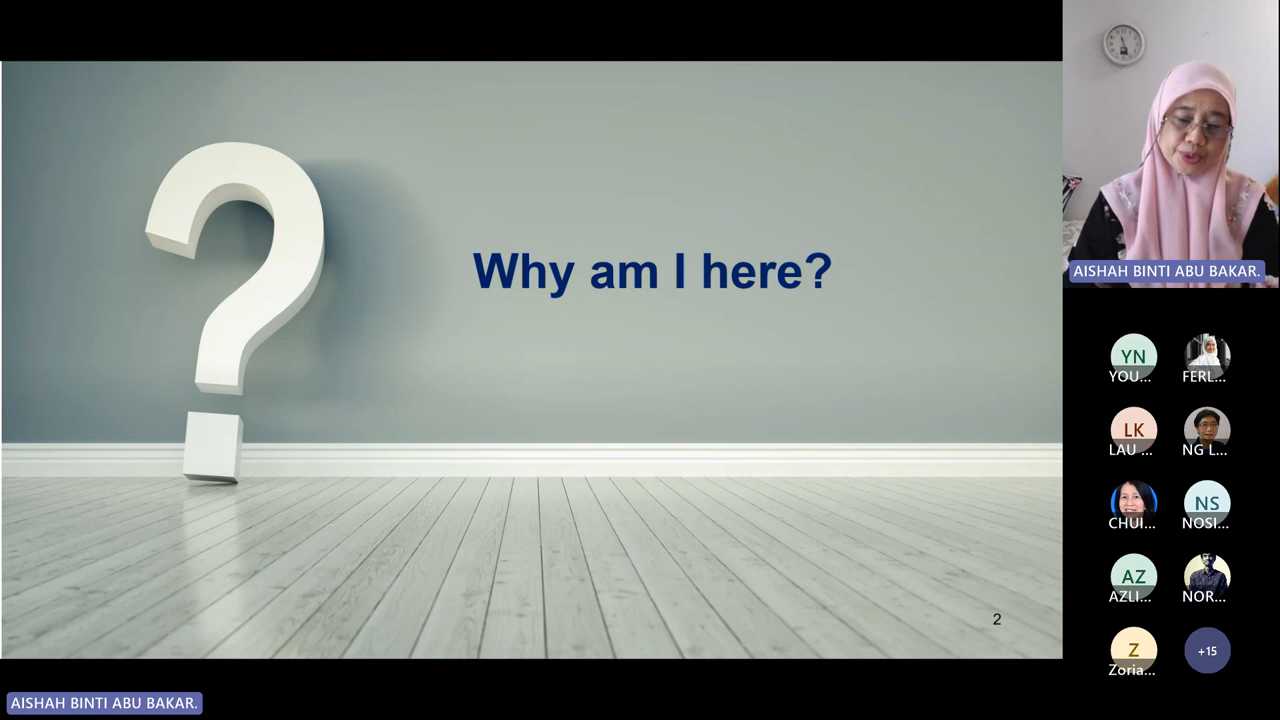 Why am I here?
2
AISHAH BINTI ABU BAKAR.
AISHAH BINTI ABU BAKAR.
YN
YOU...
FERL...
LK
LAU ...
NG L...
CHUI...
NS
NOSI...
AZ
AZLI...
NOR...
Z
Zoria...
+15